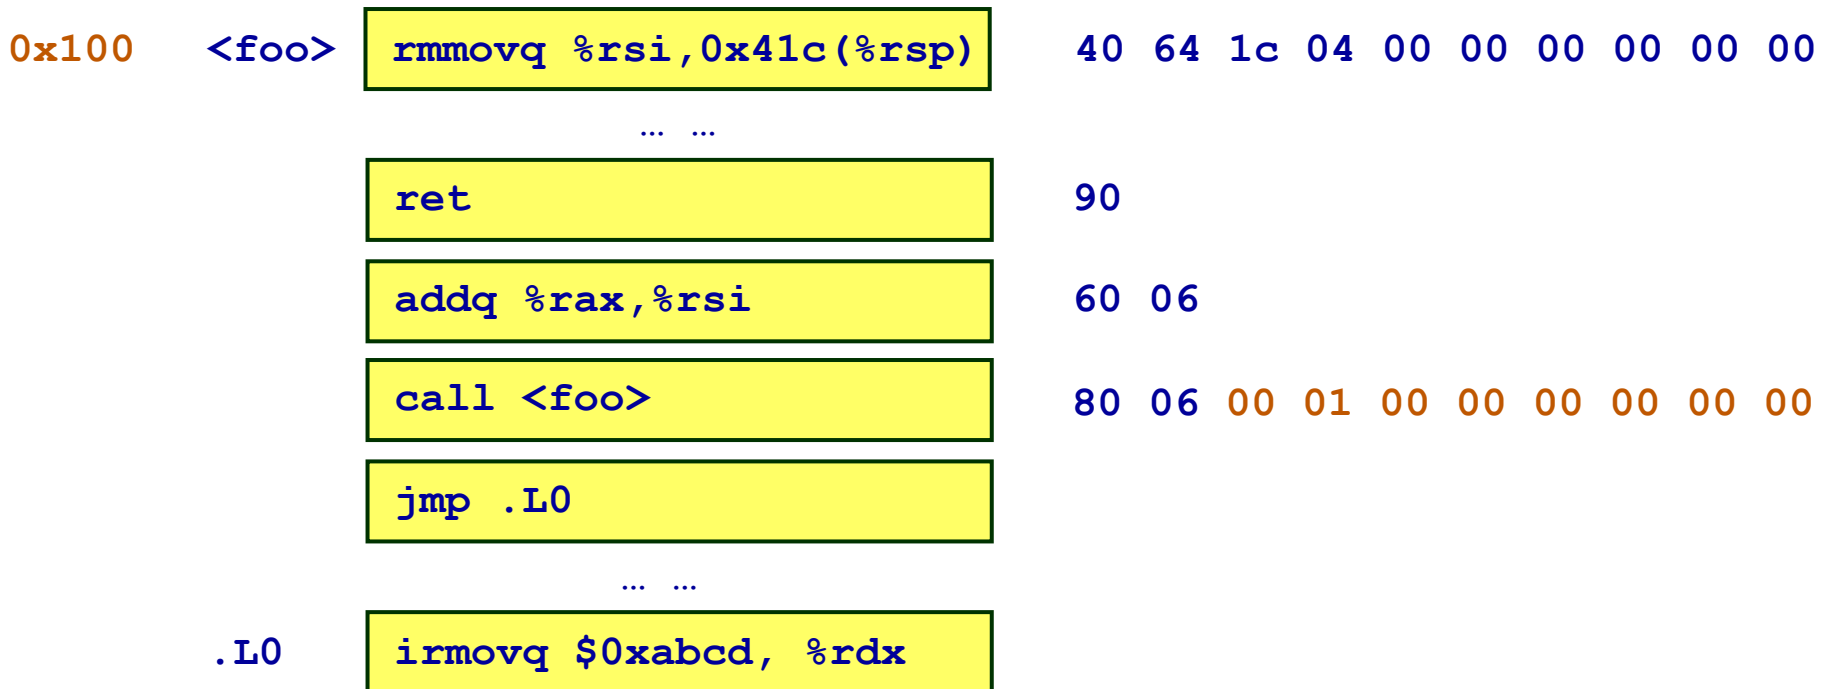 0x100 <foo> rmmovq %rsi,0x41c(%rsp) 40 64 1c 04 00 00 00 00 00 00
… …
ret 90
addq %rax,%rsi 60 06
call <foo> 80 06 00 01 00 00 00 00 00 00
jmp .L0
… …
.L0 irmovq $0xabcd, %rdx